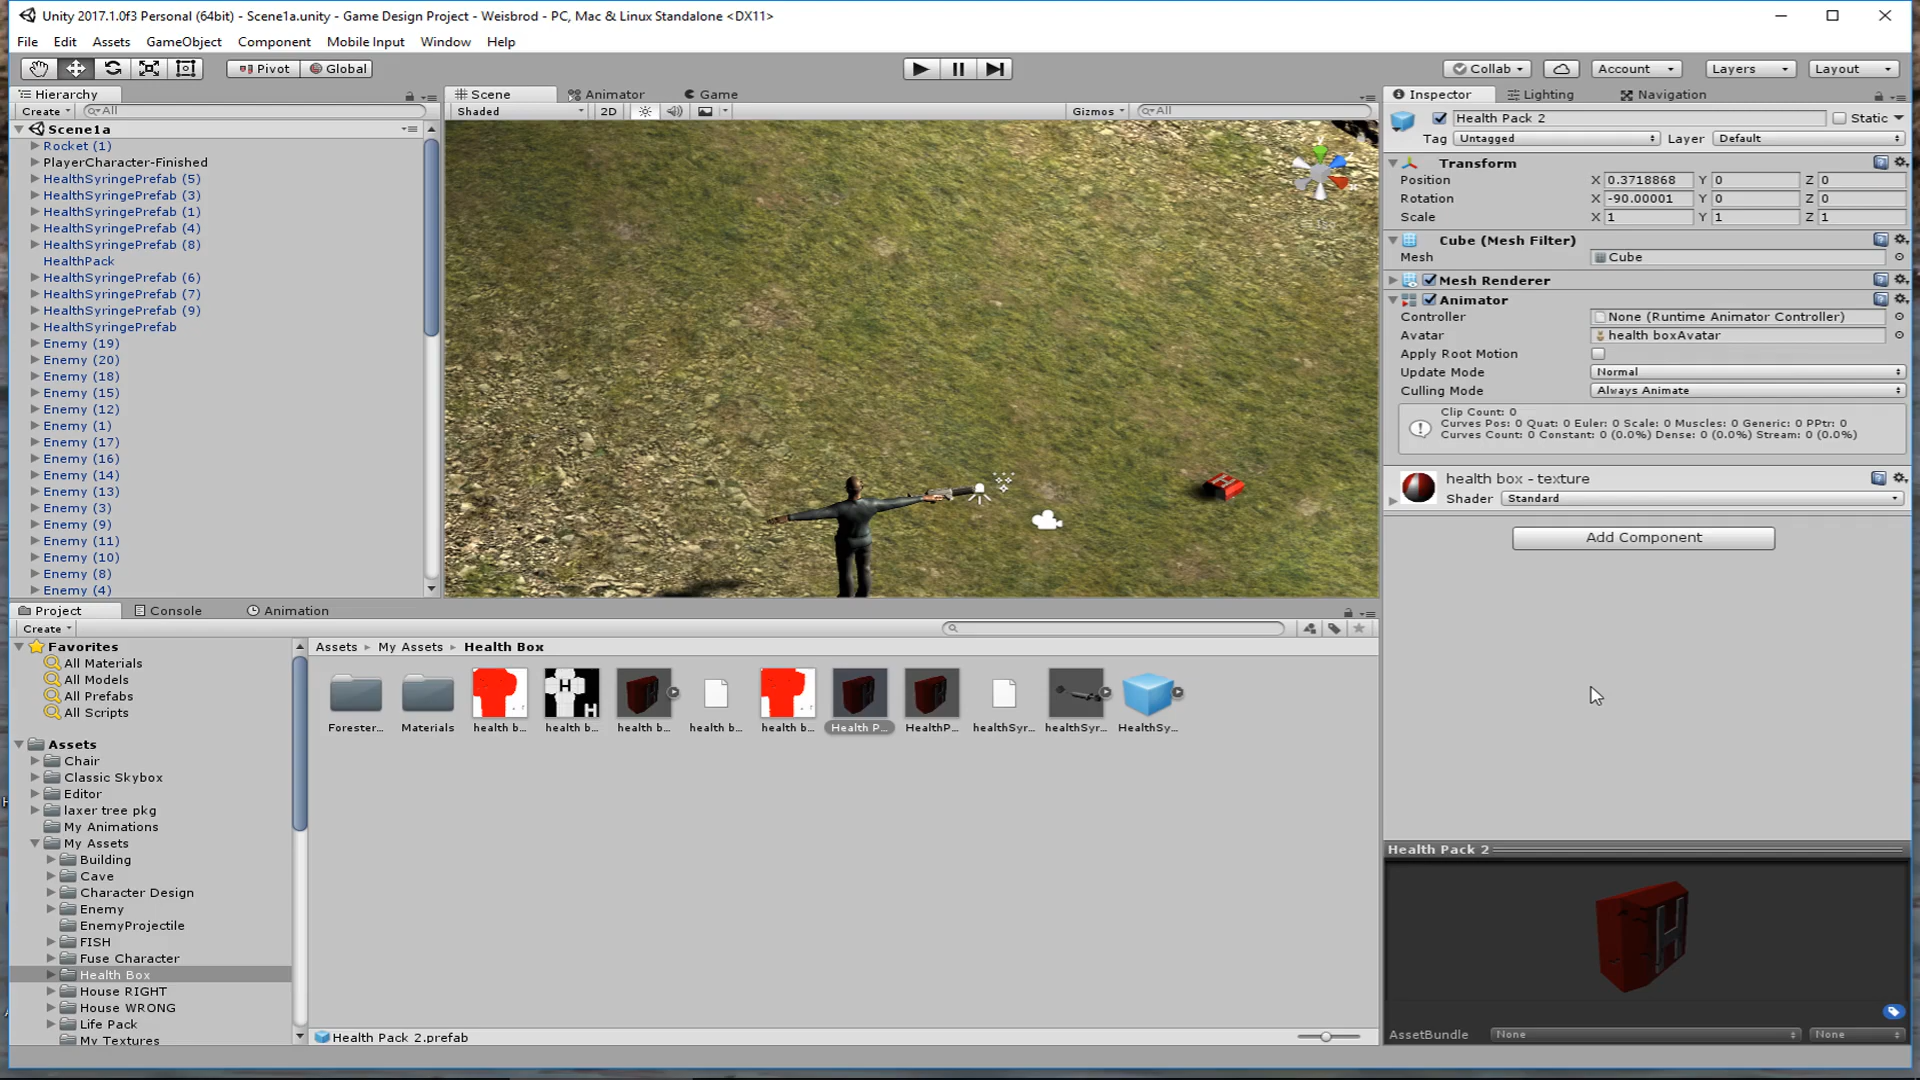 Unity 2017.1.0f3 Personal (64bit) - Scene1a.unity - Game Design Project - Weisbrod - PC, Mac & Linux Standalone <DX11>
File Edit Assets GameObject Component Mobile Input Window Help
Pivot Global Collab Account Layers Layout
Hierarchy
Create All
Scene1a
Rocket (1)
PlayerCharacter-Finished
HealthSyringePrefab (5)
HealthSyringePrefab (3)
HealthSyringePrefab (1)
HealthSyringePrefab (4)
HealthSyringePrefab (8)
HealthPack
HealthSyringePrefab (6)
HealthSyringePrefab (7)
HealthSyringePrefab (9)
HealthSyringePrefab
Enemy (19)
Enemy (20)
Enemy (18)
Enemy (15)
Enemy (12)
Enemy (1)
Enemy (17)
Enemy (16)
Enemy (14)
Enemy (13)
Enemy (3)
Enemy (9)
Enemy (11)
Enemy (10)
Enemy (8)
Enemy (4)
Scene Animator Game
Shaded 2D Gizmos All
H
Inspector Lighting Navigation
Health Pack 2 Static
Tag Untagged Layer Default
Transform
Position X 0.3718868 Y 0 Z 0
Rotation X -90.00001 Y 0 Z 0
Scale X 1 Y 1 Z 1
Cube (Mesh Filter)
Mesh Cube
Mesh Renderer
Animator
Controller None (Runtime Animator Controller)
Avatar health boxAvatar
Apply Root Motion
Update Mode Normal
Culling Mode Always Animate
Clip Count: 0
Curves Pos: 0 Quat: 0 Euler: 0 Scale: 0 Muscles: 0 Generic: 0 PPtr: 0
Curves Count: 0 Constant: 0 (0.0%) Dense: 0 (0.0%) Stream: 0 (0.0%)
health box - texture
Shader Standard
Add Component
Project Console Animation
Create
Favorites
All Materials
All Models
All Prefabs
All Scripts
Assets
Chair
Classic Skybox
Editor
laxer tree pkg
My Animations
My Assets
Building
Cave
Character Design
Enemy
EnemyProjectile
FISH
Fuse Character
Health Box
House RIGHT
House WRONG
Life Pack
My Textures
Assets My Assets Health Box
H H H H H
Forester... Materials health b... health b... health b... health b... health b... Health P... HealthP... healthSyr... healthSyr... HealthSy...
Health Pack 2.prefab
Health Pack 2
H
AssetBundle None None